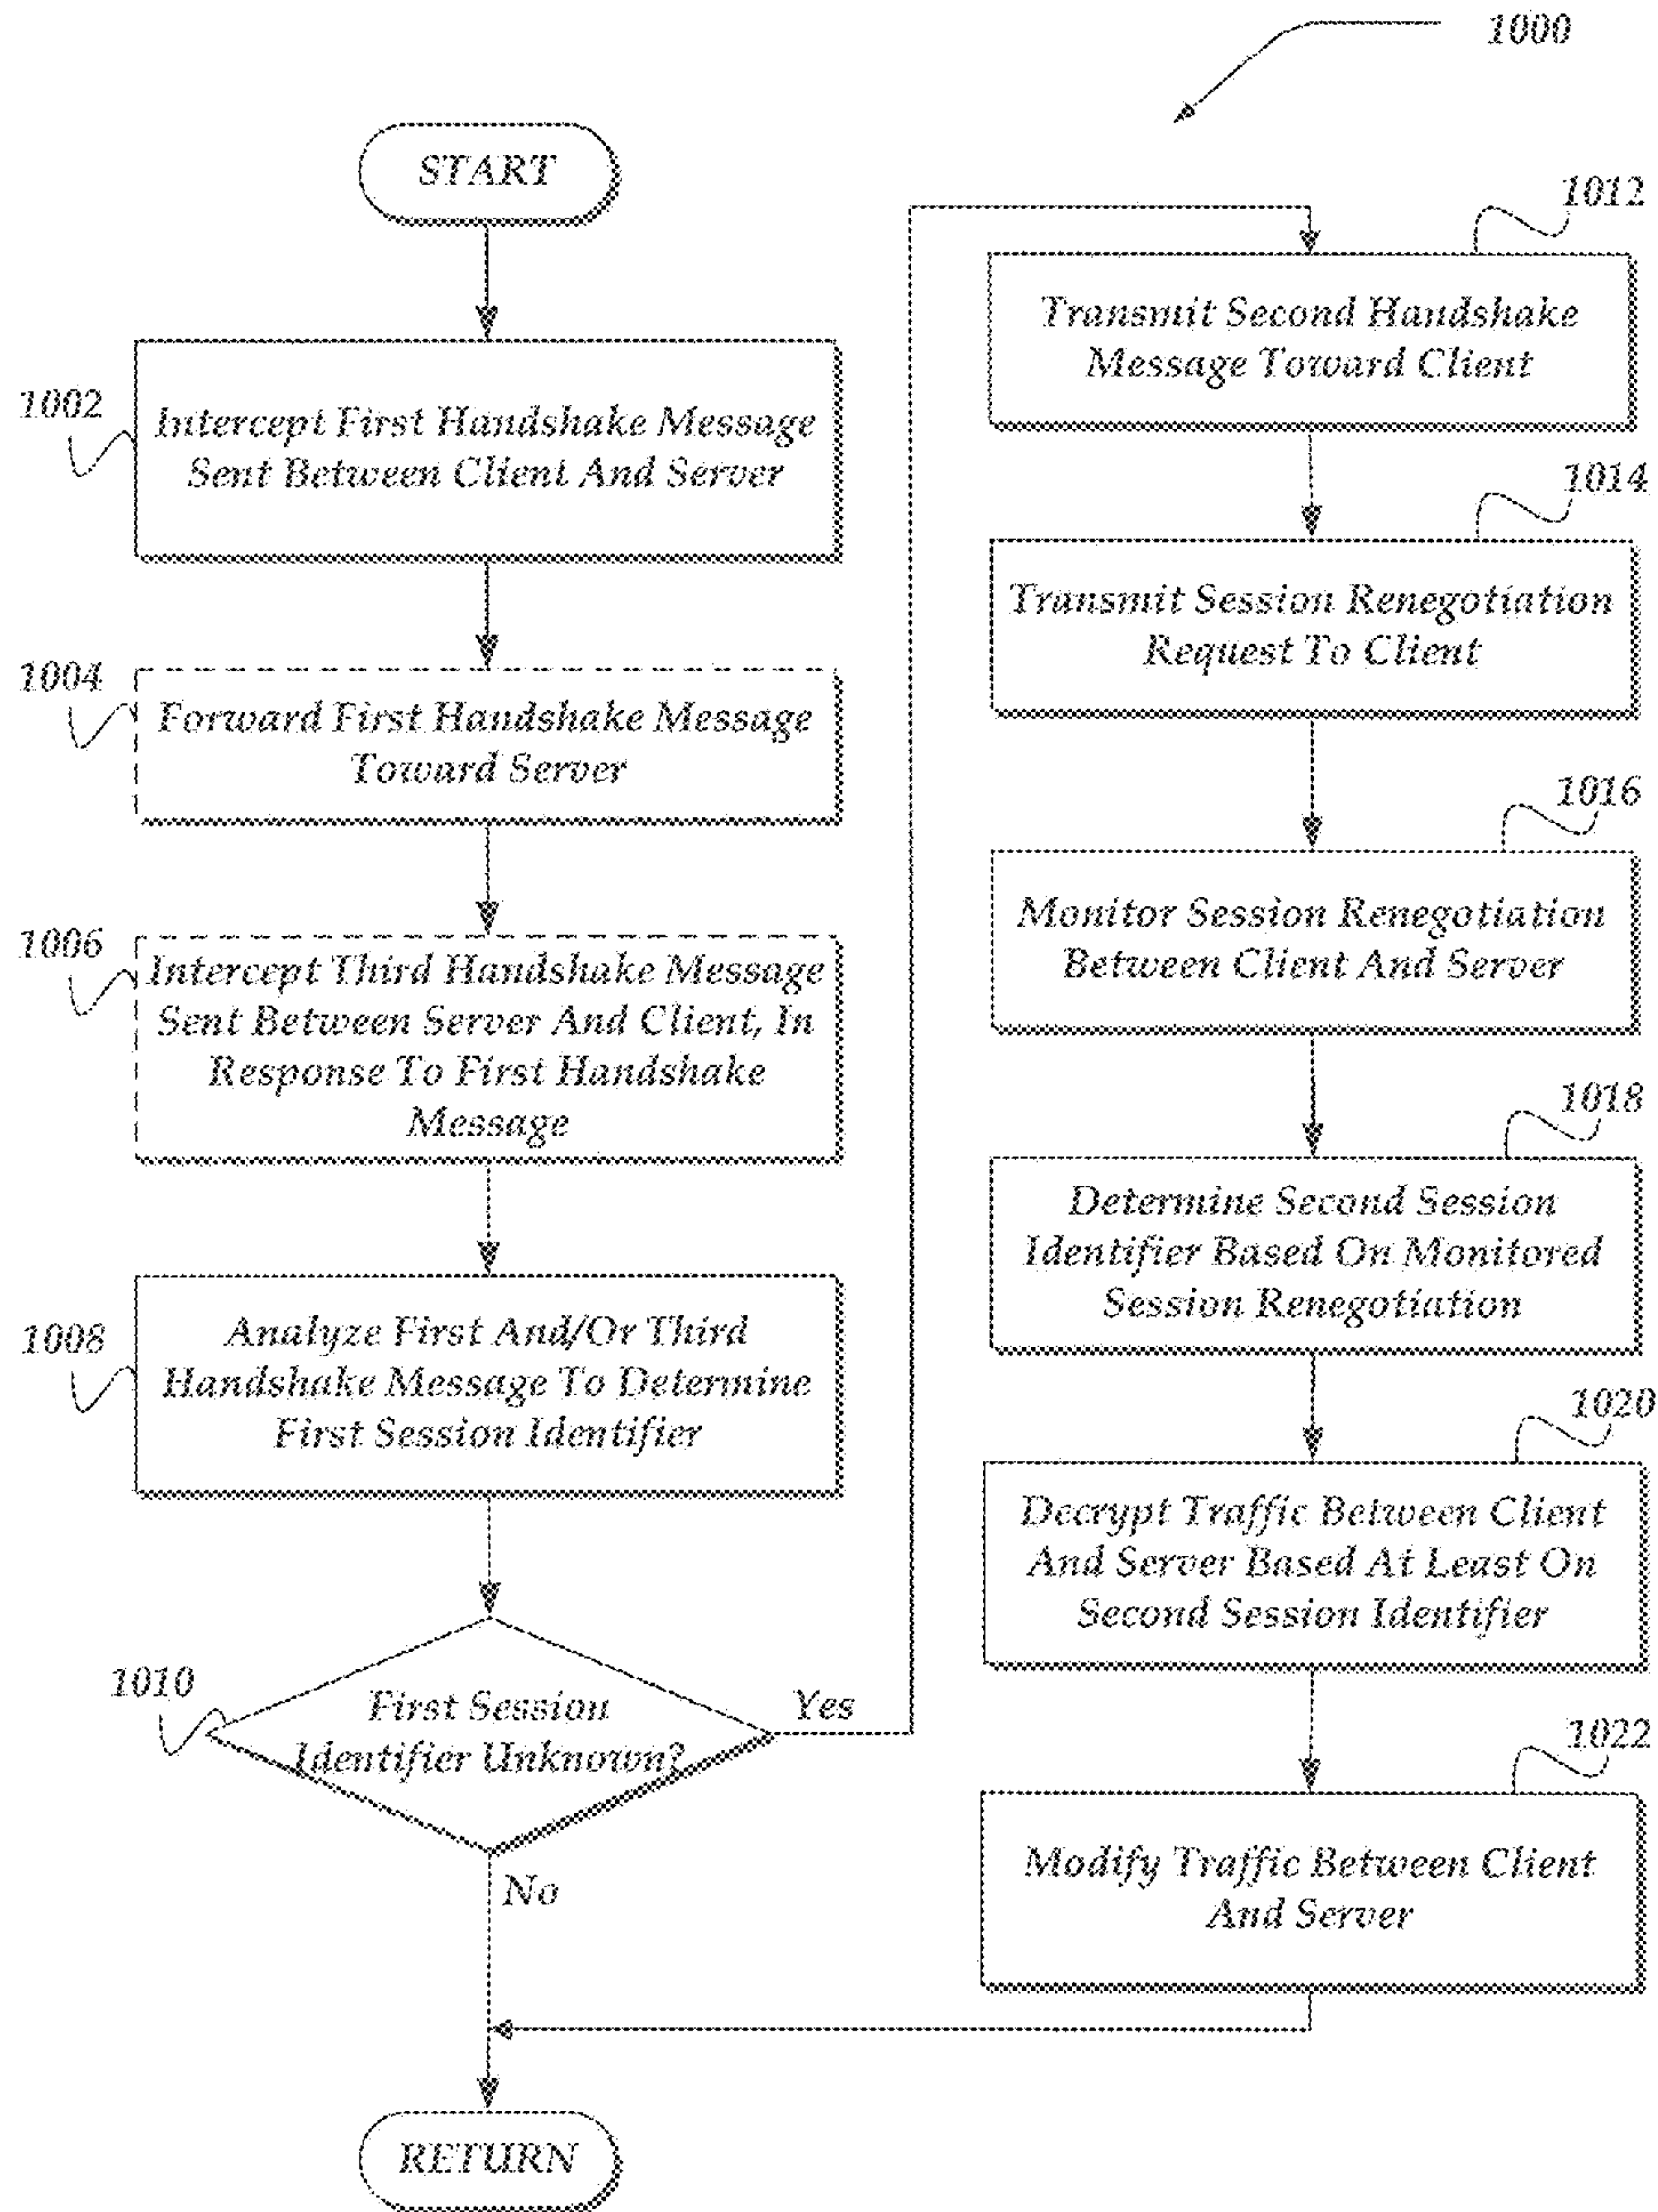 1000
START
1002
Intercept First Handshake Message
Sent Between Client And Server
1004
Forward First Handshake Message
Toward Server
1006
Intercept Third Handshake Message
Sent Between Server And Client, In
Response To First Handshake
Message
1008
Analyze First And/Or Third
Handshake Message To Determine
First Session Identifier
1010
First Session
Identifier Unknown?
Yes
No
1012
Transmit Second Handshake
Message Toward Client
1014
Transmit Session Renegotiation
Request To Client
1016
Monitor Session Renegotiation
Between Client And Server
1018
Determine Second Session
Identifier Based On Monitored
Session Renegotiation
1020
Decrypt Traffic Between Client
And Server Based At Least On
Second Session Identifier
1022
Modify Traffic Between Client
And Server
RETURN